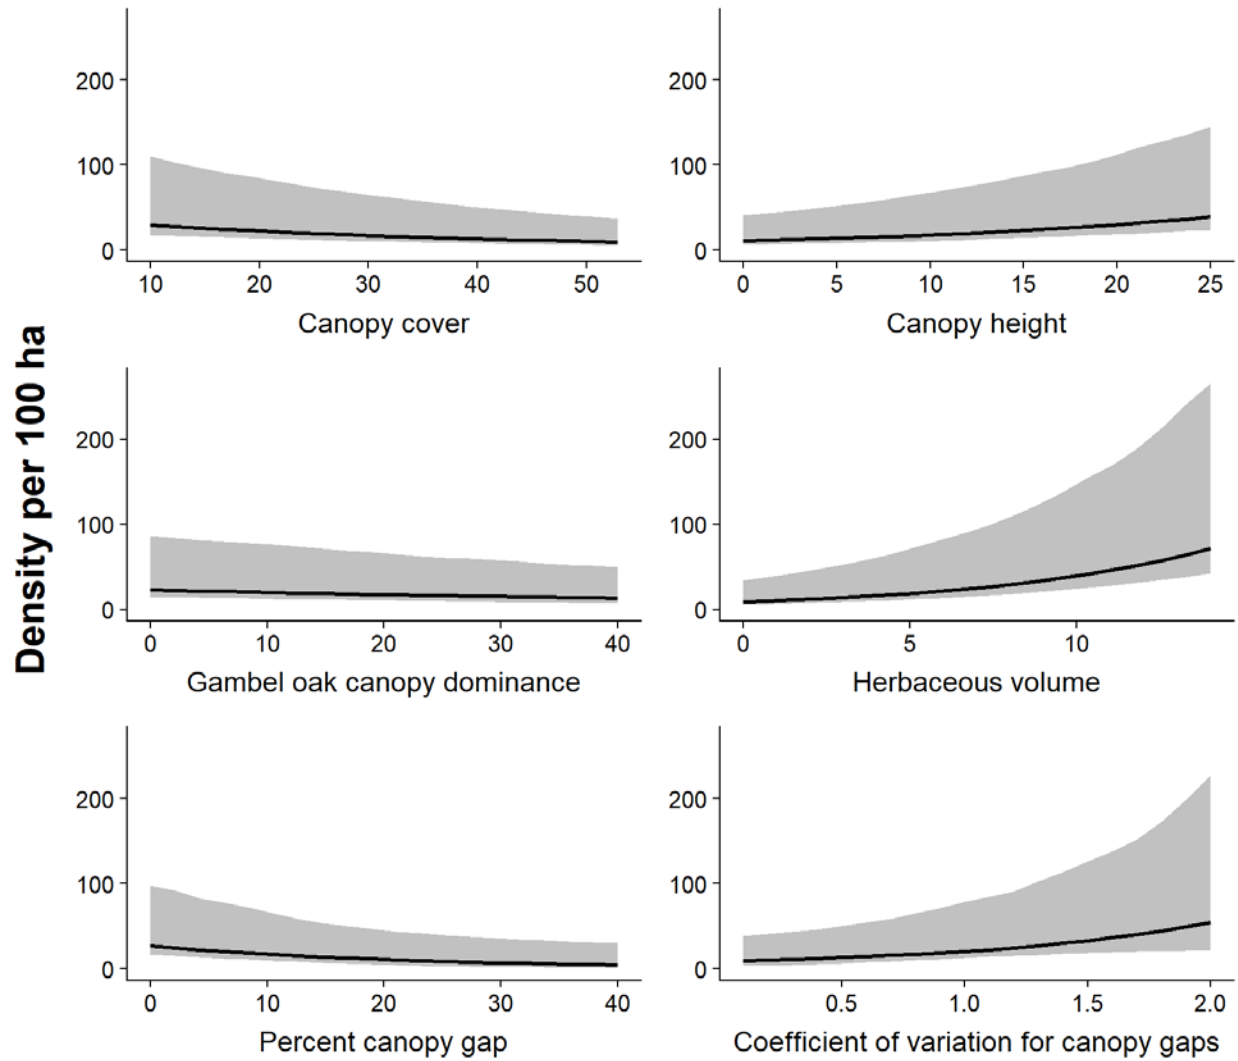 Density per 100 ha
200
100
0
10 20 30 40 50
Canopy cover
200
100
0
0 5 10 15 20 25
Canopy height
200
100
0
0 10 20 30 40
Gambel oak canopy dominance
200
100
0
0 5 10
Herbaceous volume
200
100
0
0 10 20 30 40
Percent canopy gap
200
100
0
0.5 1.0 1.5 2.0
Coefficient of variation for canopy gaps